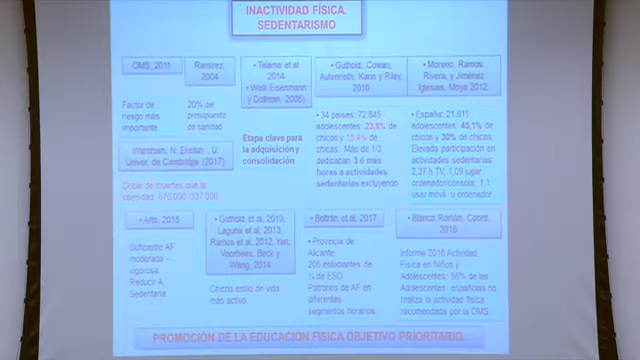 INACTIVIDAD FÍSICA.
SEDENTARISMO
OMS, 2011
Factor de
riesgo más
importante
Ramírez,
2004
20% del
presupuesto
de sanidad
• Telama et al
2014
• Welk Eisenmann
y Dollman, 2006)
Etapa clave para
la adquisición y
consolidación
• Guthold, Cowan,
Autenrieth, Kann y Riley,
2010
• 34 países: 72,845
adolescentes: 23,8% de
chicos y 15,4% de
chicas. Más de 1/3
dedicaban 3 ó más
horas a actividades
sedentarias excluyendo
• Moreno, Ramos,
Rivera, y Jiménez
Iglesias, Moya 2012
• España: 21.811
adolescentes: 45,1% de
chicos y 30% de chicas.
Elevada participación en
actividades sedentarias:
2,37 h TV, 1,09 jugar
ordenador/consola; 1,1
usar móvil u ordenador
Warsham, N. Ekelun . U.
Univer. de Cambridge (2017).
Doble de muertes que la
obesidad: 676,000 /337,000
• Arto, 2015
Suficiente AF
moderada –
vigorosa.
Reducir A.
Sedentaria
• Guthold et al, 2010,
Laguna et al, 2013,
Ramos et al, 2012; Yan,
Voorhees, Beck y
Wang, 2014
Chicos estilo de vida
más activo.
• Beltrán et al, 2017
• Provincia de
Alicante,
206 estudiantes de
¾ de ESO
Patrones de AF en
diferentes
segmentos horarios
• Blanca Román, Coord.
2016
Informe 2016 Actividad
Física en Niños y
Adolescentes: 56% de las
Adolescentes españolas no
realiza la actividad física
recomendada por la OMS.
PROMOCIÓN DE LA EDUCACIÓN FÍSICA OBJETIVO PRIORITARIO.